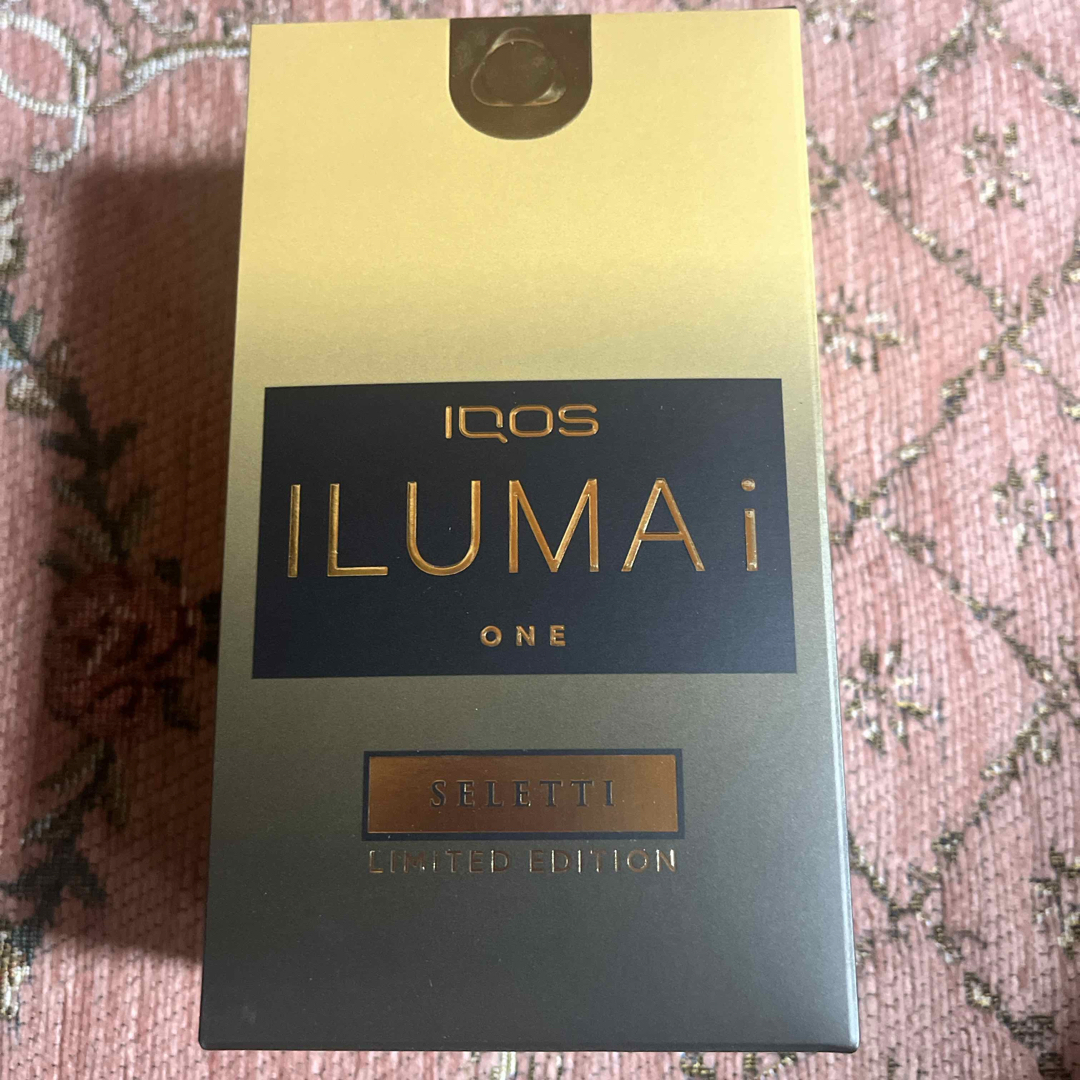 IQOS
ILUMA i
ONE
SELETTI
LIMITED EDITION